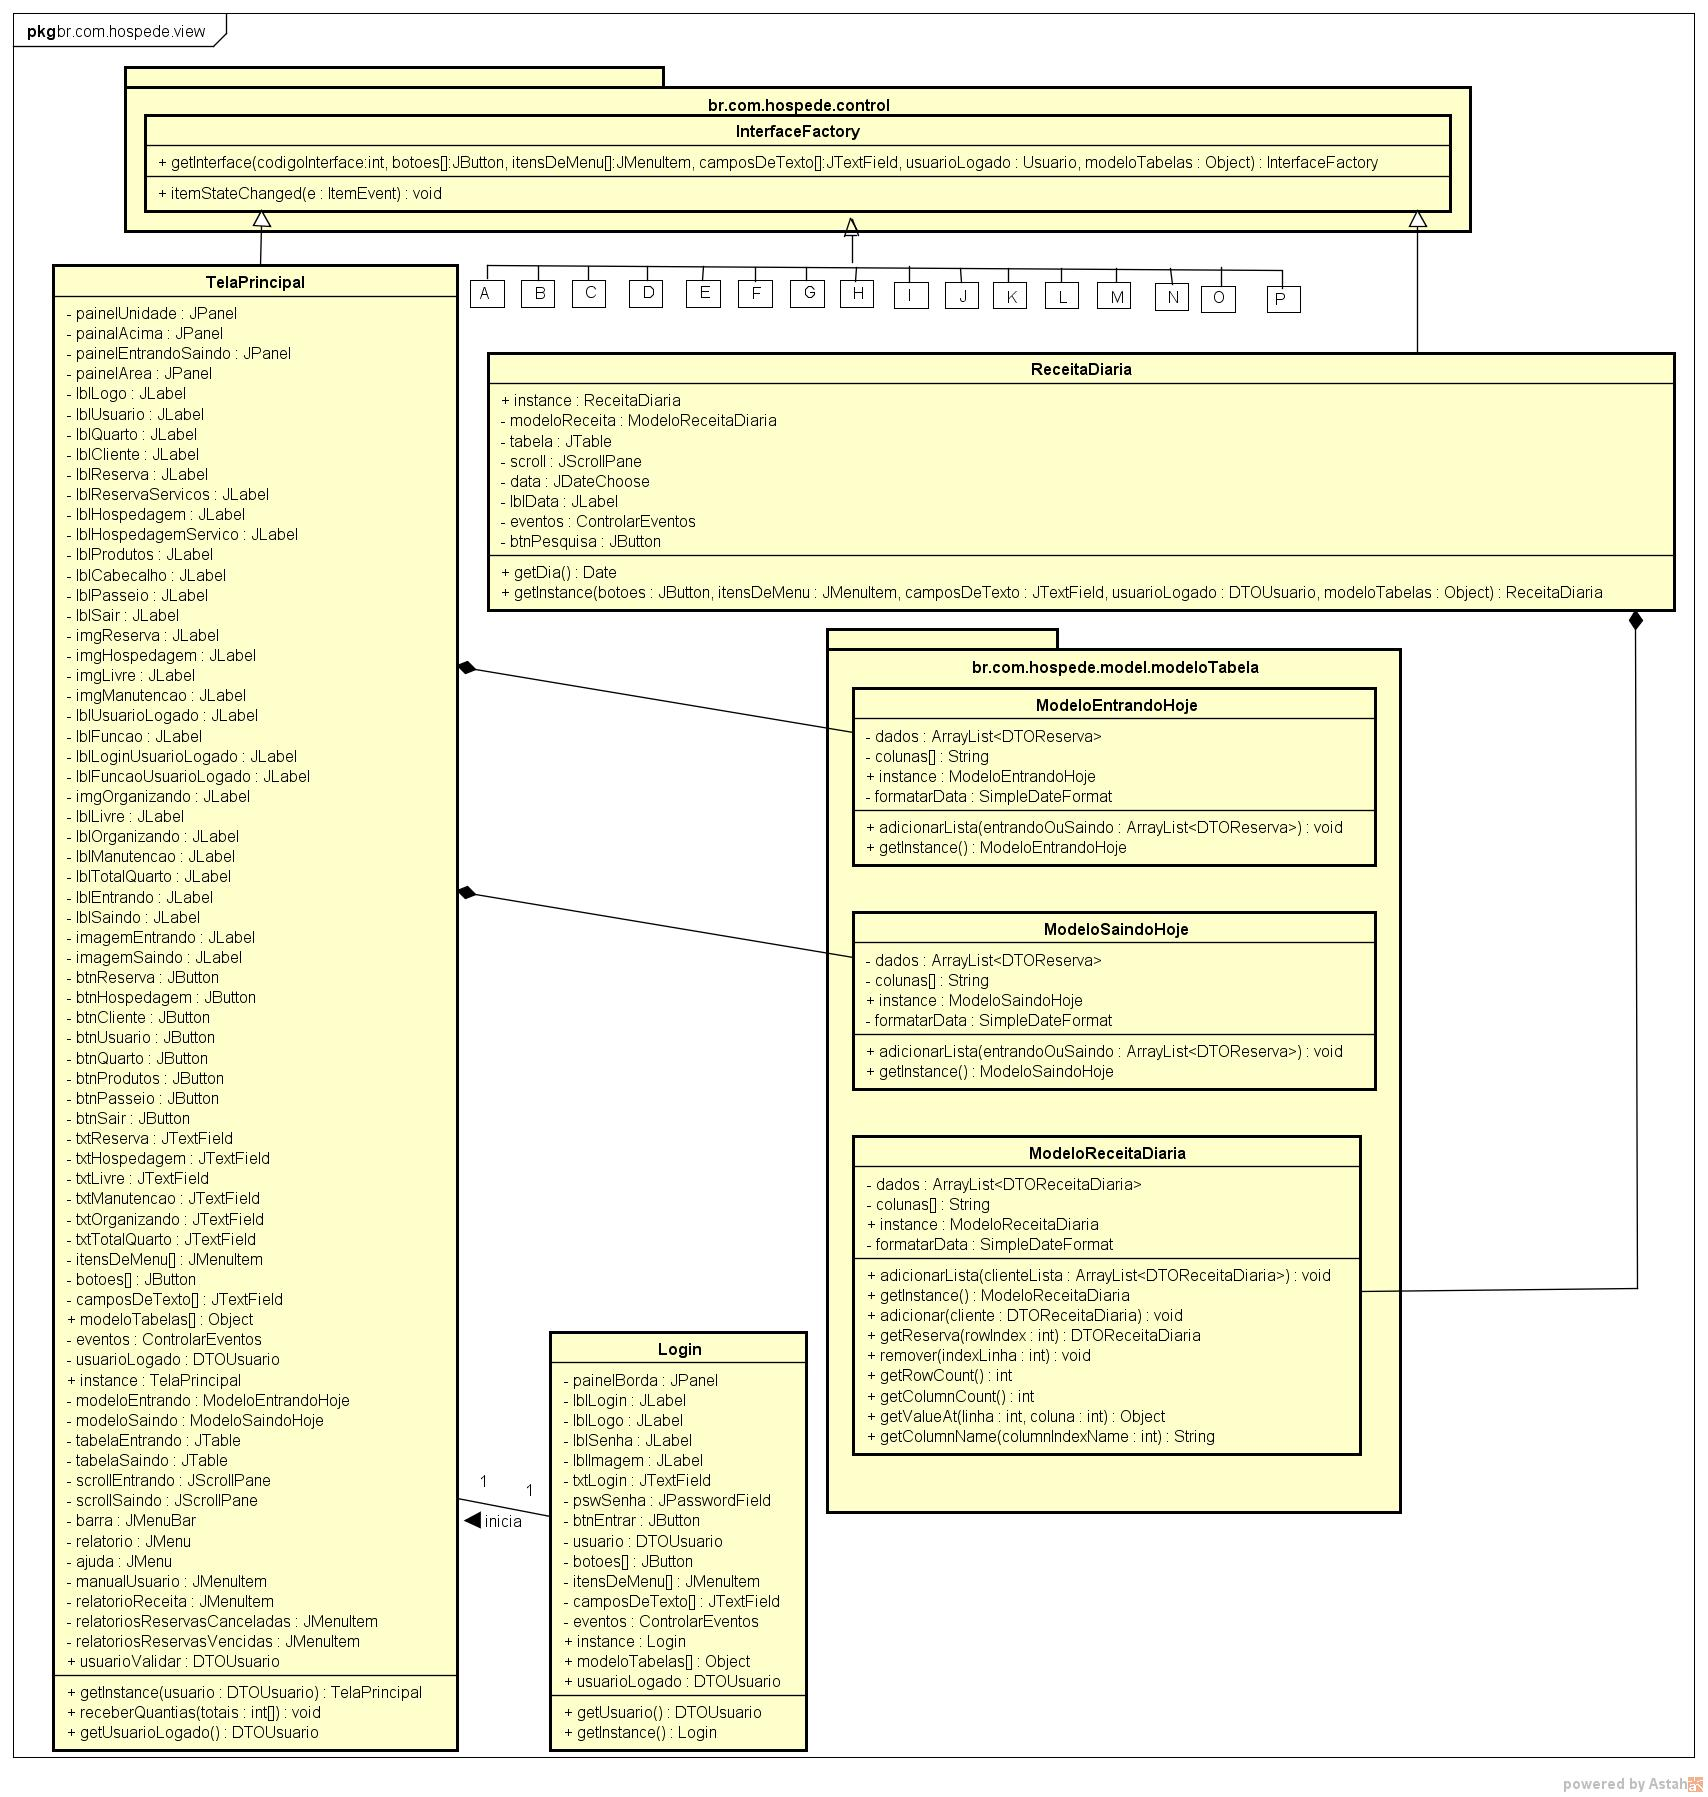 pkg br.com.hospede.view
br.com.hospede.control
InterfaceFactory
+ getInterface(codigoInterface:int, botoes[]:JButton, itensDeMenu[]:JMenuItem, camposDeTexto[]:JTextField, usuarioLogado : Usuario, modeloTabelas : Object) : InterfaceFactory
+ itemStateChanged(e : ItemEvent) : void
A B C D E F G H I J K L M N O P
TelaPrincipal
- painelUnidade : JPanel
- painalAcima : JPanel
- painelEntrandoSaindo : JPanel
- painelArea : JPanel
- lblLogo : JLabel
- lblUsuario : JLabel
- lblQuarto : JLabel
- lblCliente : JLabel
- lblReserva : JLabel
- lblReservaServicos : JLabel
- lblHospedagem : JLabel
- lblHospedagemServico : JLabel
- lblProdutos : JLabel
- lblCabecalho : JLabel
- lblPasseio : JLabel
- lblSair : JLabel
- imgReserva : JLabel
- imgHospedagem : JLabel
- imgLivre : JLabel
- imgManutencao : JLabel
- lblUsuarioLogado : JLabel
- lblFuncao : JLabel
- lblLoginUsuarioLogado : JLabel
- lblFuncaoUsuarioLogado : JLabel
- imgOrganizando : JLabel
- lblLivre : JLabel
- lblOrganizando : JLabel
- lblManutencao : JLabel
- lblTotalQuarto : JLabel
- lblEntrando : JLabel
- lblSaindo : JLabel
- imagemEntrando : JLabel
- imagemSaindo : JLabel
- btnReserva : JButton
- btnHospedagem : JButton
- btnCliente : JButton
- btnUsuario : JButton
- btnQuarto : JButton
- btnProdutos : JButton
- btnPasseio : JButton
- btnSair : JButton
- txtReserva : JTextField
- txtHospedagem : JTextField
- txtLivre : JTextField
- txtManutencao : JTextField
- txtOrganizando : JTextField
- txtTotalQuarto : JTextField
- itensDeMenu[] : JMenuItem
- botoes[] : JButton
- camposDeTexto[] : JTextField
+ modeloTabelas[] : Object
- eventos : ControlarEventos
- usuarioLogado : DTOUsuario
+ instance : TelaPrincipal
- modeloEntrando : ModeloEntrandoHoje
- modeloSaindo : ModeloSaindoHoje
- tabelaEntrando : JTable
- tabelaSaindo : JTable
- scrollEntrando : JScrollPane
- scrollSaindo : JScrollPane
- barra : JMenuBar
- relatorio : JMenu
- ajuda : JMenu
- manualUsuario : JMenuItem
- relatorioReceita : JMenuItem
- relatoriosReservasCanceladas : JMenuItem
- relatoriosReservasVencidas : JMenuItem
+ usuarioValidar : DTOUsuario
+ getInstance(usuario : DTOUsuario) : TelaPrincipal
+ receberQuantias(totais : int[]) : void
+ getUsuarioLogado() : DTOUsuario
ReceitaDiaria
+ instance : ReceitaDiaria
- modeloReceita : ModeloReceitaDiaria
- tabela : JTable
- scroll : JScrollPane
- data : JDateChoose
- lblData : JLabel
- eventos : ControlarEventos
- btnPesquisa : JButton
+ getDia() : Date
+ getInstance(botoes : JButton, itensDeMenu : JMenuItem, camposDeTexto : JTextField, usuarioLogado : DTOUsuario, modeloTabelas : Object) : ReceitaDiaria
br.com.hospede.model.modeloTabela
ModeloEntrandoHoje
- dados : ArrayList<DTOReserva>
- colunas[] : String
+ instance : ModeloEntrandoHoje
- formatarData : SimpleDateFormat
+ adicionarLista(entrandoOuSaindo : ArrayList<DTOReserva>) : void
+ getInstance() : ModeloEntrandoHoje
ModeloSaindoHoje
- dados : ArrayList<DTOReserva>
- colunas[] : String
+ instance : ModeloSaindoHoje
- formatarData : SimpleDateFormat
+ adicionarLista(entrandoOuSaindo : ArrayList<DTOReserva>) : void
+ getInstance() : ModeloSaindoHoje
ModeloReceitaDiaria
- dados : ArrayList<DTOReceitaDiaria>
- colunas[] : String
+ instance : ModeloReceitaDiaria
- formatarData : SimpleDateFormat
+ adicionarLista(clienteLista : ArrayList<DTOReceitaDiaria>) : void
+ getInstance() : ModeloReceitaDiaria
+ adicionar(cliente : DTOReceitaDiaria) : void
+ getReserva(rowIndex : int) : DTOReceitaDiaria
+ remover(indexLinha : int) : void
+ getRowCount() : int
+ getColumnCount() : int
+ getValueAt(linha : int, coluna : int) : Object
+ getColumnName(columnIndexName : int) : String
1
1
inicia
Login
- painelBorda : JPanel
- lblLogin : JLabel
- lblLogo : JLabel
- lblSenha : JLabel
- lblImagem : JLabel
- txtLogin : JTextField
- pswSenha : JPasswordField
- btnEntrar : JButton
- usuario : DTOUsuario
- botoes[] : JButton
- itensDeMenu[] : JMenuItem
- camposDeTexto[] : JTextField
- eventos : ControlarEventos
+ instance : Login
+ modeloTabelas[] : Object
+ usuarioLogado : DTOUsuario
+ getUsuario() : DTOUsuario
+ getInstance() : Login
powered by Astah